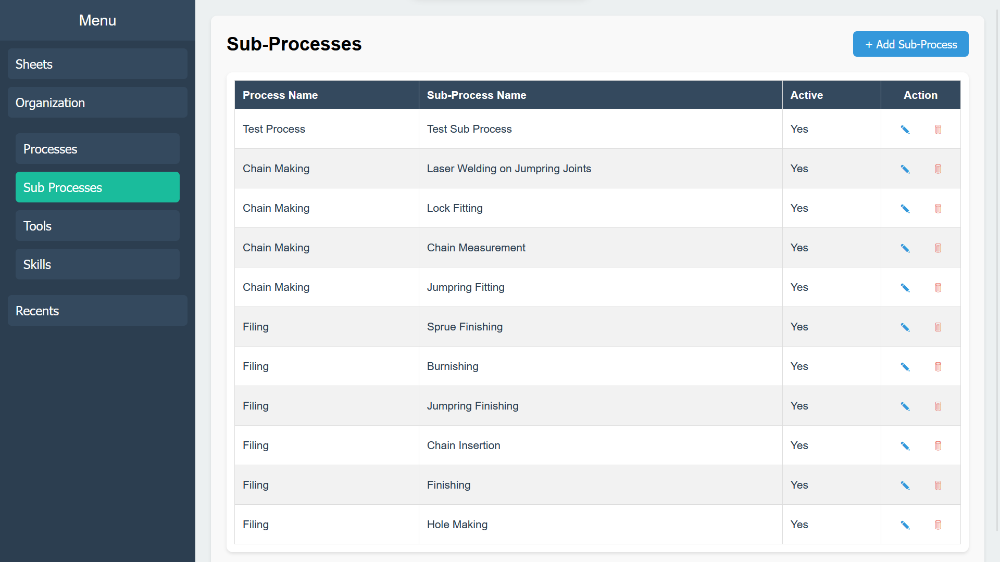 Menu
Sheets
Organization
Processes
Sub Processes
Tools
Skills
Recents
Sub-Processes
+ Add Sub-Process
Process Name Sub-Process Name Active Action
Test Process Test Sub Process Yes
Chain Making Laser Welding on Jumpring Joints Yes
Chain Making Lock Fitting Yes
Chain Making Chain Measurement Yes
Chain Making Jumpring Fitting Yes
Filing Sprue Finishing Yes
Filing Burnishing Yes
Filing Jumpring Finishing Yes
Filing Chain Insertion Yes
Filing Finishing Yes
Filing Hole Making Yes